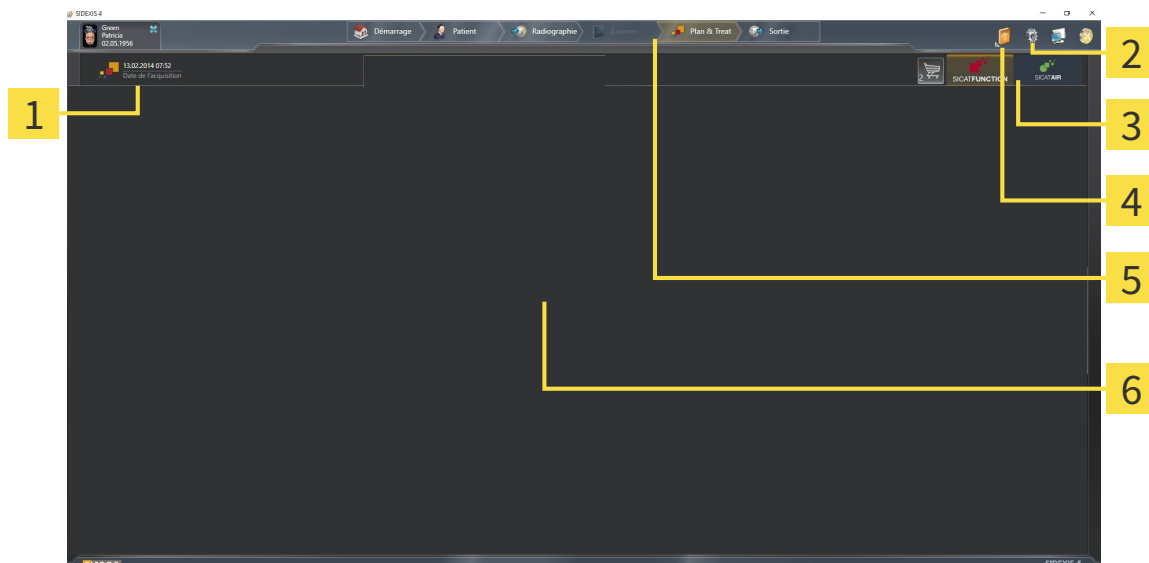 SIDEXIS 4
Green
Patricia
02.05.1956
Démarrage
Patient
Radiographie
Examen
Plan & Treat
Sortie
13.02.2014 07:52
Date de l'acquisition
2
SICATFUNCTION
SICATAIR
1
2
3
4
5
6
SIDEXIS 4